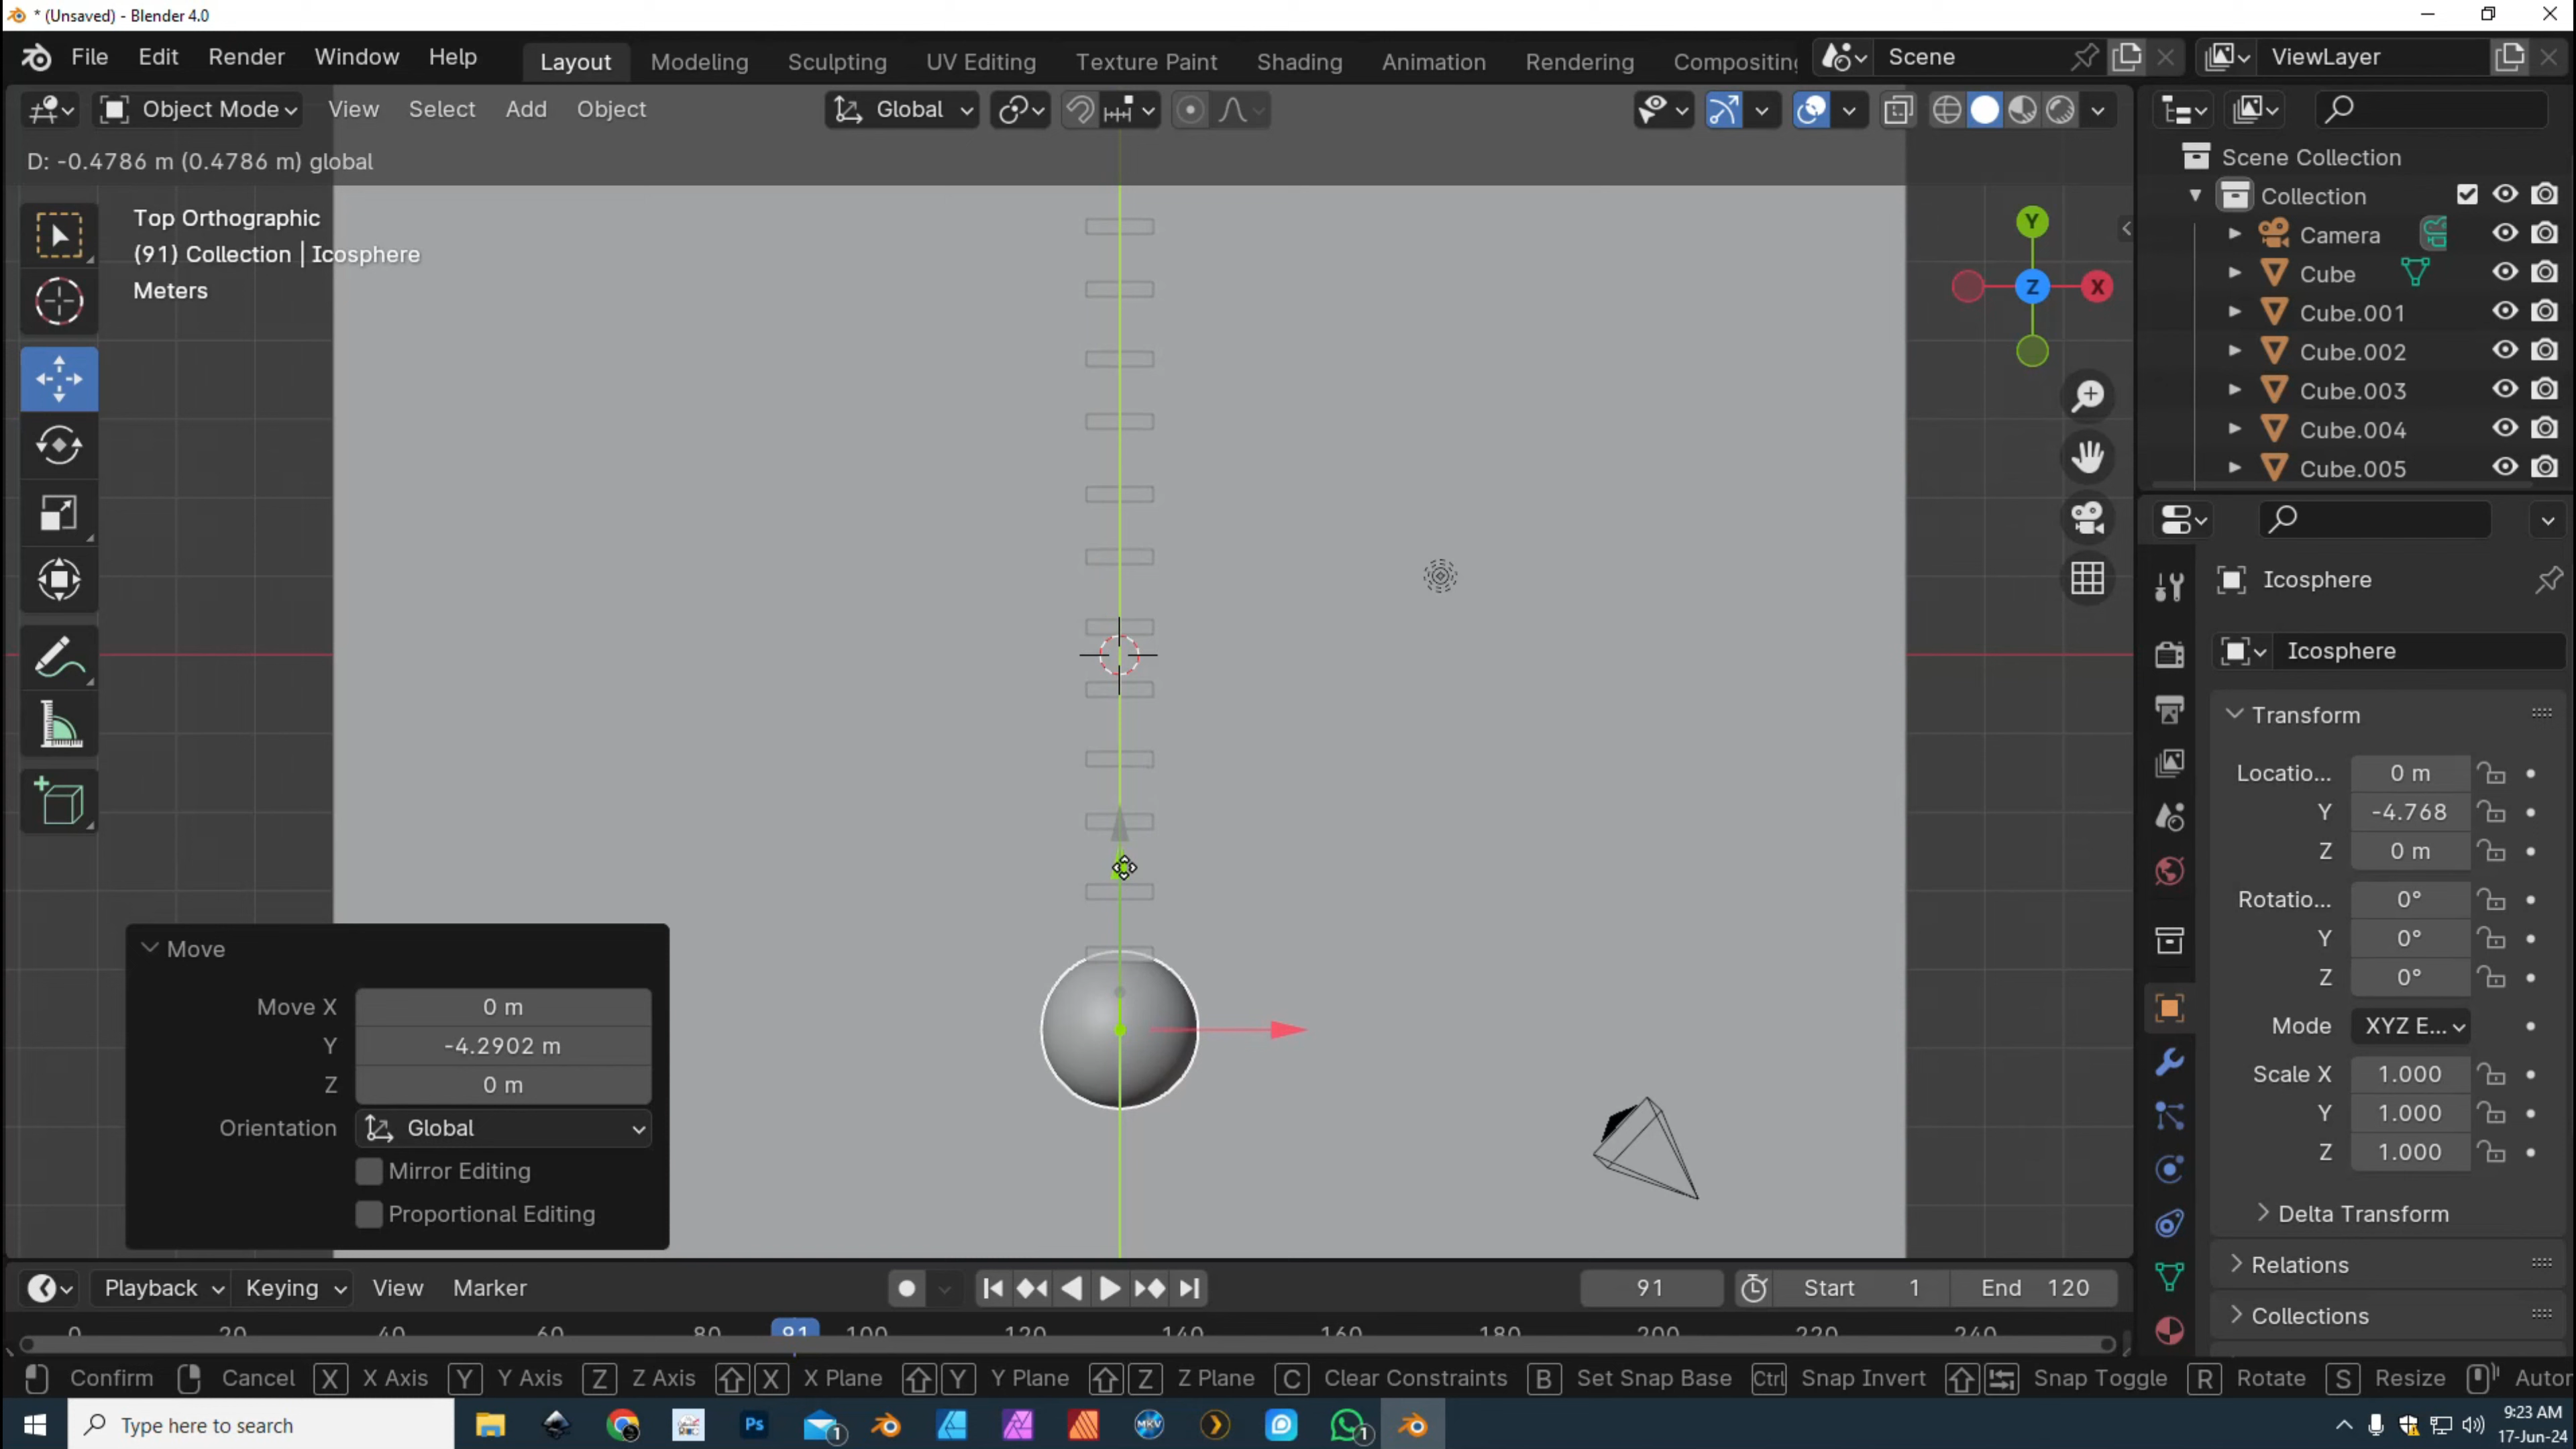 * (Unsaved) - Blender 4.0
File Edit Render Window Help
Layout Modeling Sculpting UV Editing Texture Paint Shading Animation Rendering Compositing
Scene ViewLayer
Object Mode View Select Add Object Global
D: -0.4786 m (0.4786 m) global
Top Orthographic
(91) Collection | Icosphere
Meters
Y
Z
X
Scene Collection
Collection
Camera
Cube
Cube.001
Cube.002
Cube.003
Cube.004
Cube.005
Icosphere
Icosphere
Transform
Locatio... 0 m
Y -4.768
Z 0 m
Rotatio... 0°
Y 0°
Z 0°
Mode XYZ E...
Scale X 1.000
Y 1.000
Z 1.000
Delta Transform
Relations
Collections
Move
Move X 0 m
Y -4.2902 m
Z 0 m
Orientation Global
Mirror Editing
Proportional Editing
Playback Keying View Marker 91 Start 1 End 120
0 20 40 60 80 91 100 120 140 160 180 200 220 240
Confirm Cancel X X Axis Y Y Axis Z Z Axis X X Plane Y Y Plane Z Z Plane C Clear Constraints B Set Snap Base Ctrl Snap Invert Snap Toggle R Rotate S Resize Autor
Type here to search Ps 1 MKV 1
9:23 AM
17-Jun-24